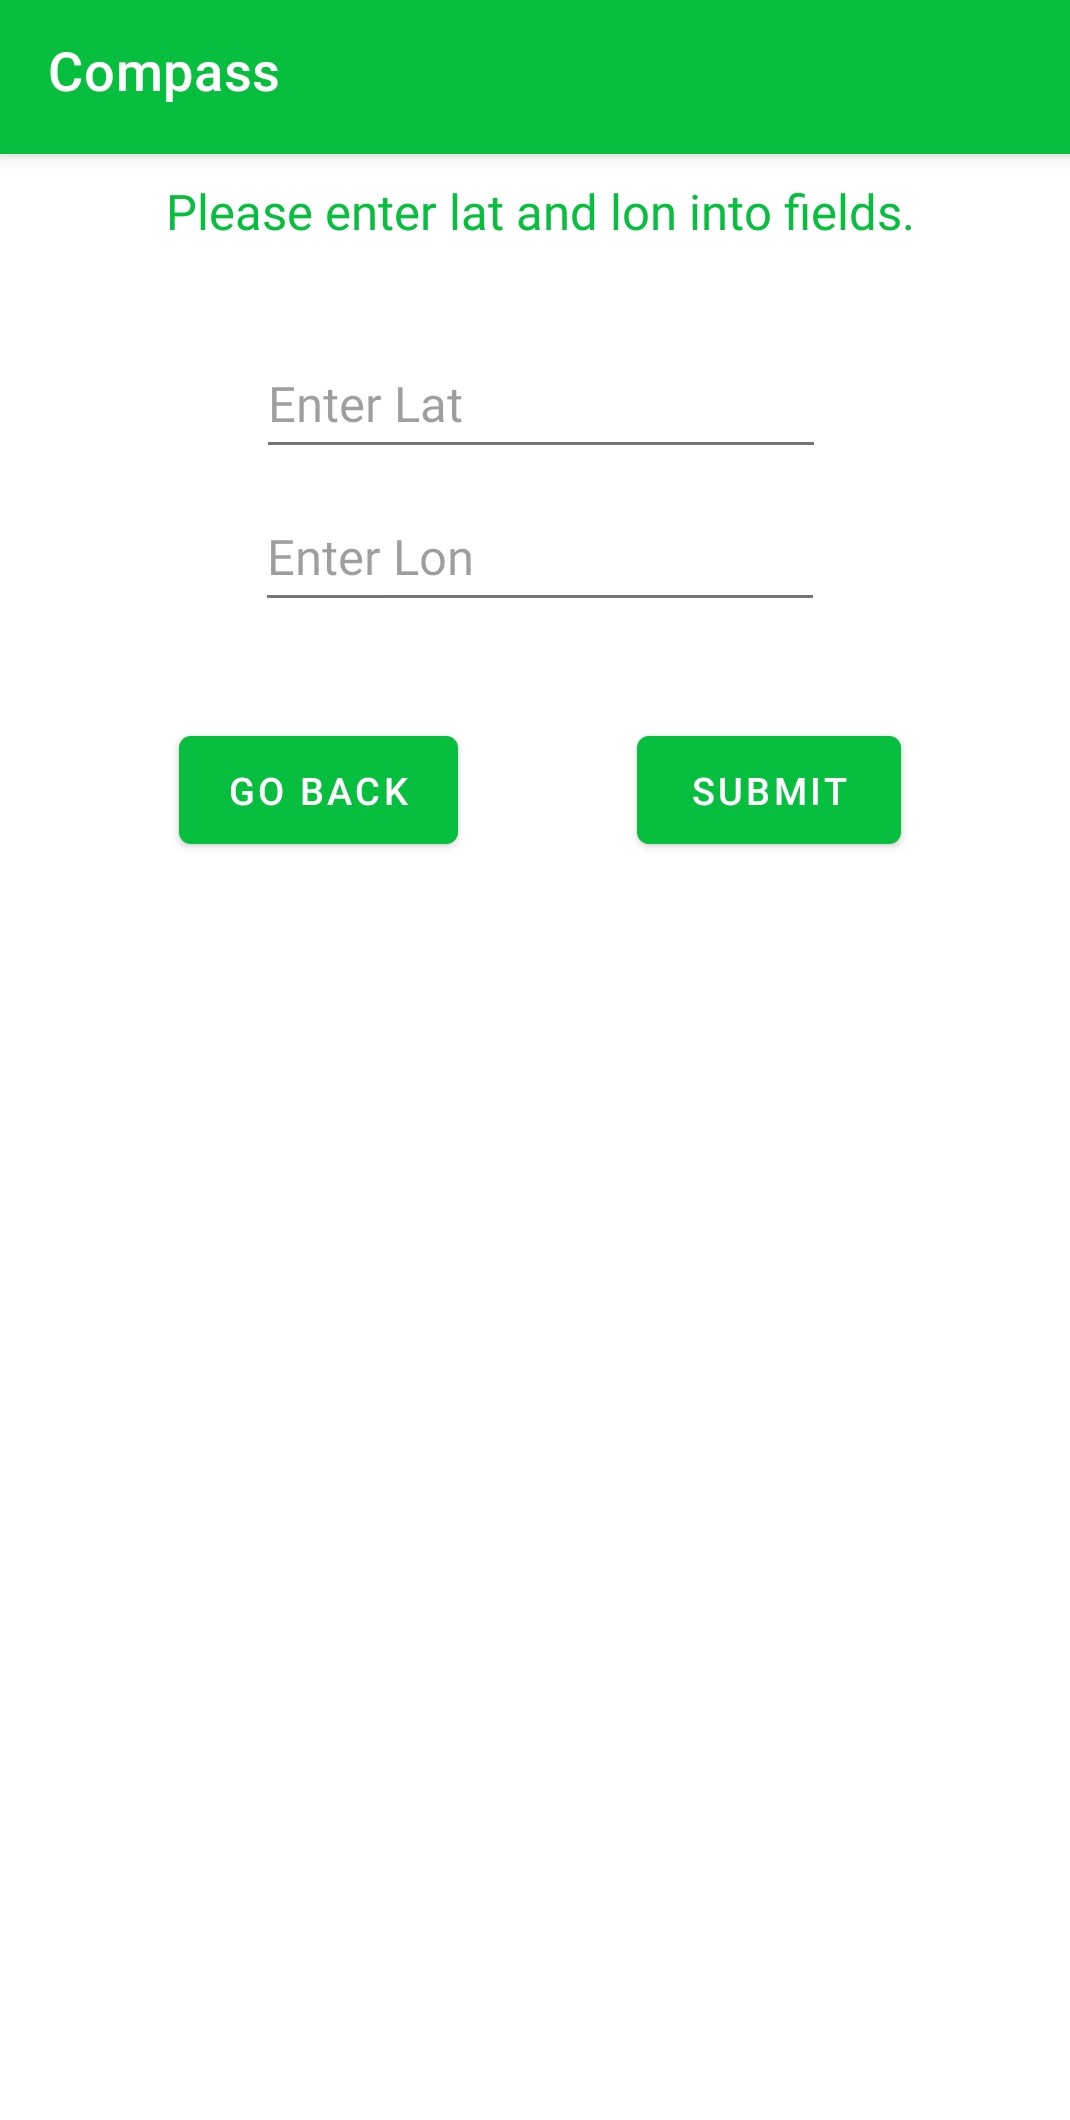 Compass
Please enter lat and lon into fields.
Enter Lat
Enter Lon
GO BACK
SUBMIT